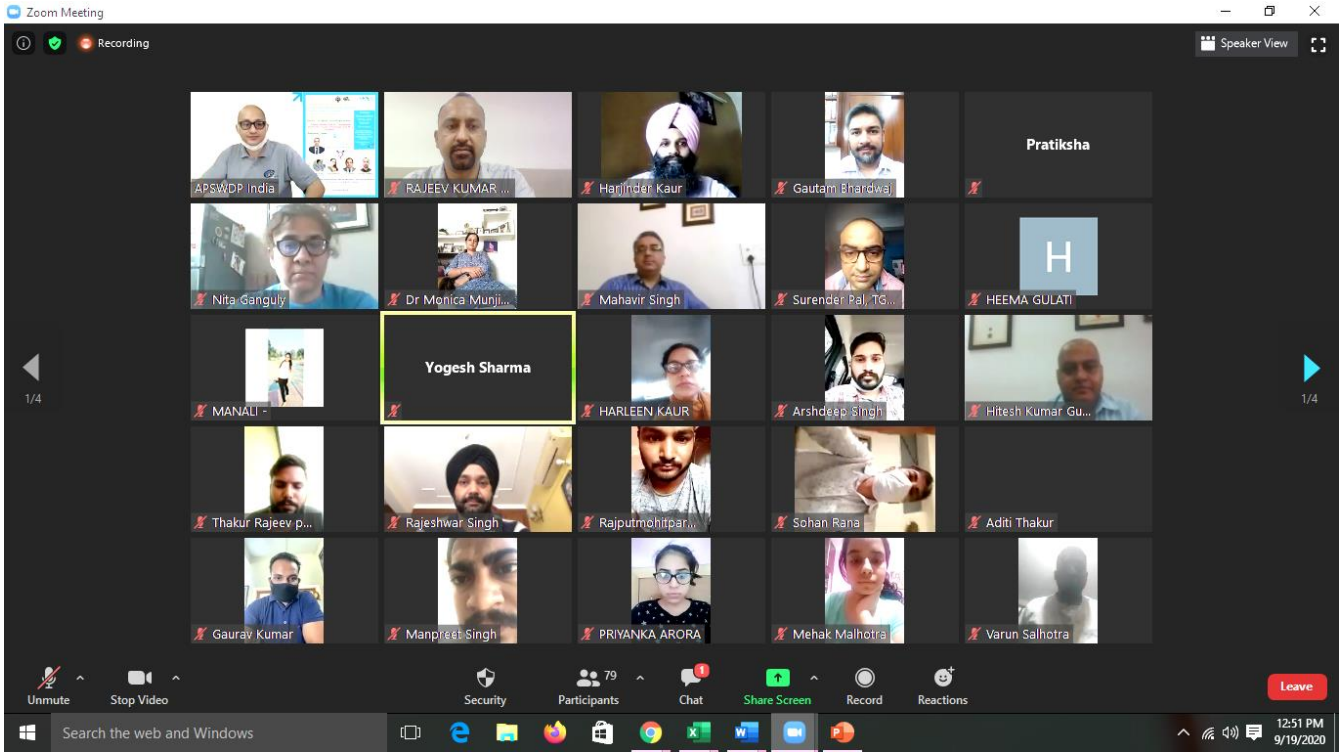 Zoom Meeting
Recording
Speaker View
APSWDP India
RAJEEV KUMAR ...
Harjinder Kaur
Gautam Bhardwaj
Pratiksha
Nita Ganguly
Dr Monica Munji...
Mahavir Singh
Surender Pal, TG...
H
HEEMA GULATI
1/4
MANALI -
Yogesh Sharma
HARLEEN KAUR
Arshdeep Singh
Hitesh Kumar Gu...
1/4
Thakur Rajeev p...
Rajeshwar Singh
Rajputmohitpar...
Sohan Rana
Aditi Thakur
Gaurav Kumar
Manpreet Singh
PRIYANKA ARORA
Mehak Malhotra
Varun Salhotra
Unmute
Stop Video
Security
79
Participants
1
Chat
Share Screen
Record
Reactions
Leave
Search the web and Windows
12:51 PM
9/19/2020